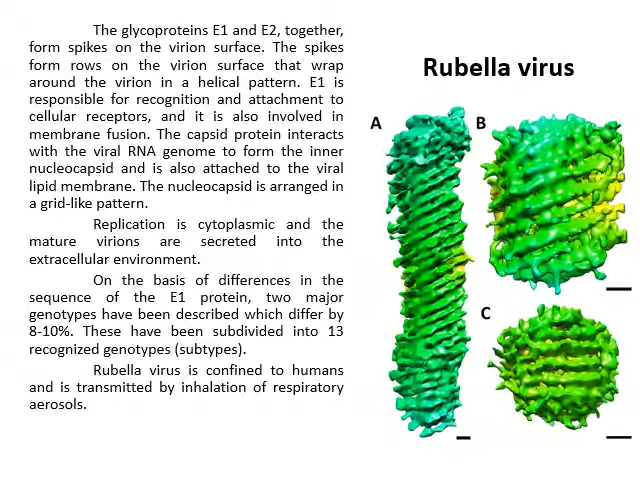 The glycoproteins E1 and E2, together,
form spikes on the virion surface. The spikes
form rows on the virion surface that wrap
around the virion in a helical pattern. E1 is
responsible for recognition and attachment to
cellular receptors, and it is also involved in
membrane fusion. The capsid protein interacts
with the viral RNA genome to form the inner
nucleocapsid and is also attached to the viral
lipid membrane. The nucleocapsid is arranged in
a grid-like pattern.
Replication is cytoplasmic and the
mature virions are secreted into the
extracellular environment.
On the basis of differences in the
sequence of the E1 protein, two major
genotypes have been described which differ by
8-10%. These have been subdivided into 13
recognized genotypes (subtypes).
Rubella virus is confined to humans
and is transmitted by inhalation of respiratory
aerosols.
Rubella virus
A
B
C